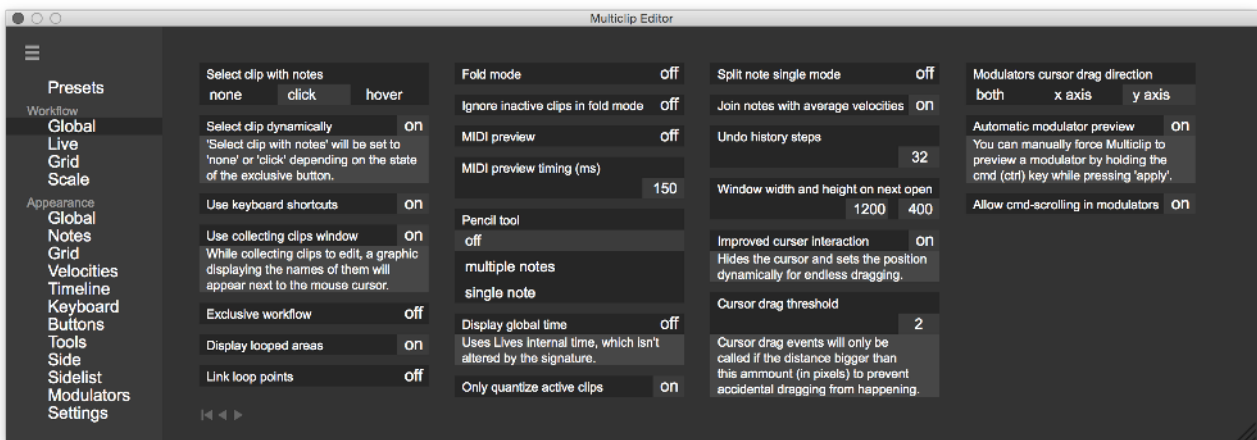 Multiclip Editor
Presets
Workflow
Global
Live
Grid
Scale
Appearance
Global
Notes
Grid
Velocities
Timeline
Keyboard
Buttons
Tools
Side
Sidelist
Modulators
Settings
Select clip with notes
none click hover
Select clip dynamically on
'Select clip with notes' will be set to
'none' or 'click' depending on the state
of the exclusive button.
Use keyboard shortcuts on
Use collecting clips window on
While collecting clips to edit, a graphic
displaying the names of them will
appear next to the mouse cursor.
Exclusive workflow off
Display looped areas on
Link loop points off
Fold mode off
Ignore inactive clips in fold mode off
MIDI preview off
MIDI preview timing (ms)
150
Pencil tool
off
multiple notes
single note
Display global time off
Uses Lives internal time, which isn't
altered by the signature.
Only quantize active clips on
Split note single mode off
Join notes with average velocities on
Undo history steps
32
Window width and height on next open
1200 400
Improved curser interaction on
Hides the cursor and sets the position
dynamically for endless dragging.
Cursor drag threshold
2
Cursor drag events will only be
called if the distance bigger than
this ammount (in pixels) to prevent
accidental dragging from happening.
Modulators cursor drag direction
both x axis y axis
Automatic modulator preview on
You can manually force Multiclip to
preview a modulator by holding the
cmd (ctrl) key while pressing 'apply'.
Allow cmd-scrolling in modulators on